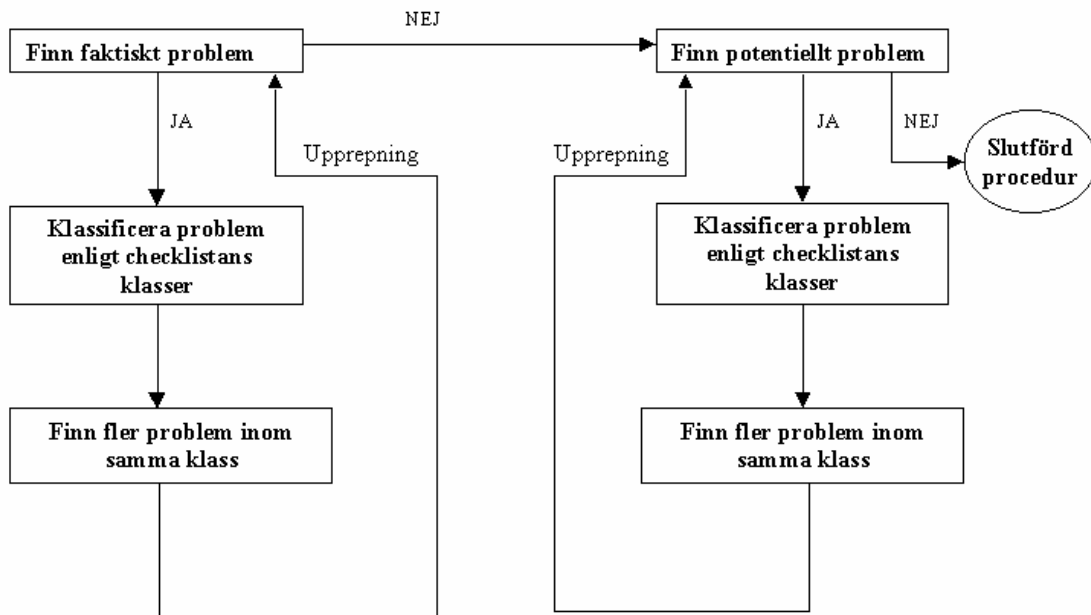 NEJ
Finn faktiskt problem
Finn potentiellt problem
JA
JA
NEJ
Upprepning
Upprepning
Slutförd
procedur
Klassificera problem
enligt checklistans
klasser
Klassificera problem
enligt checklistans
klasser
Finn fler problem inom
samma klass
Finn fler problem inom
samma klass